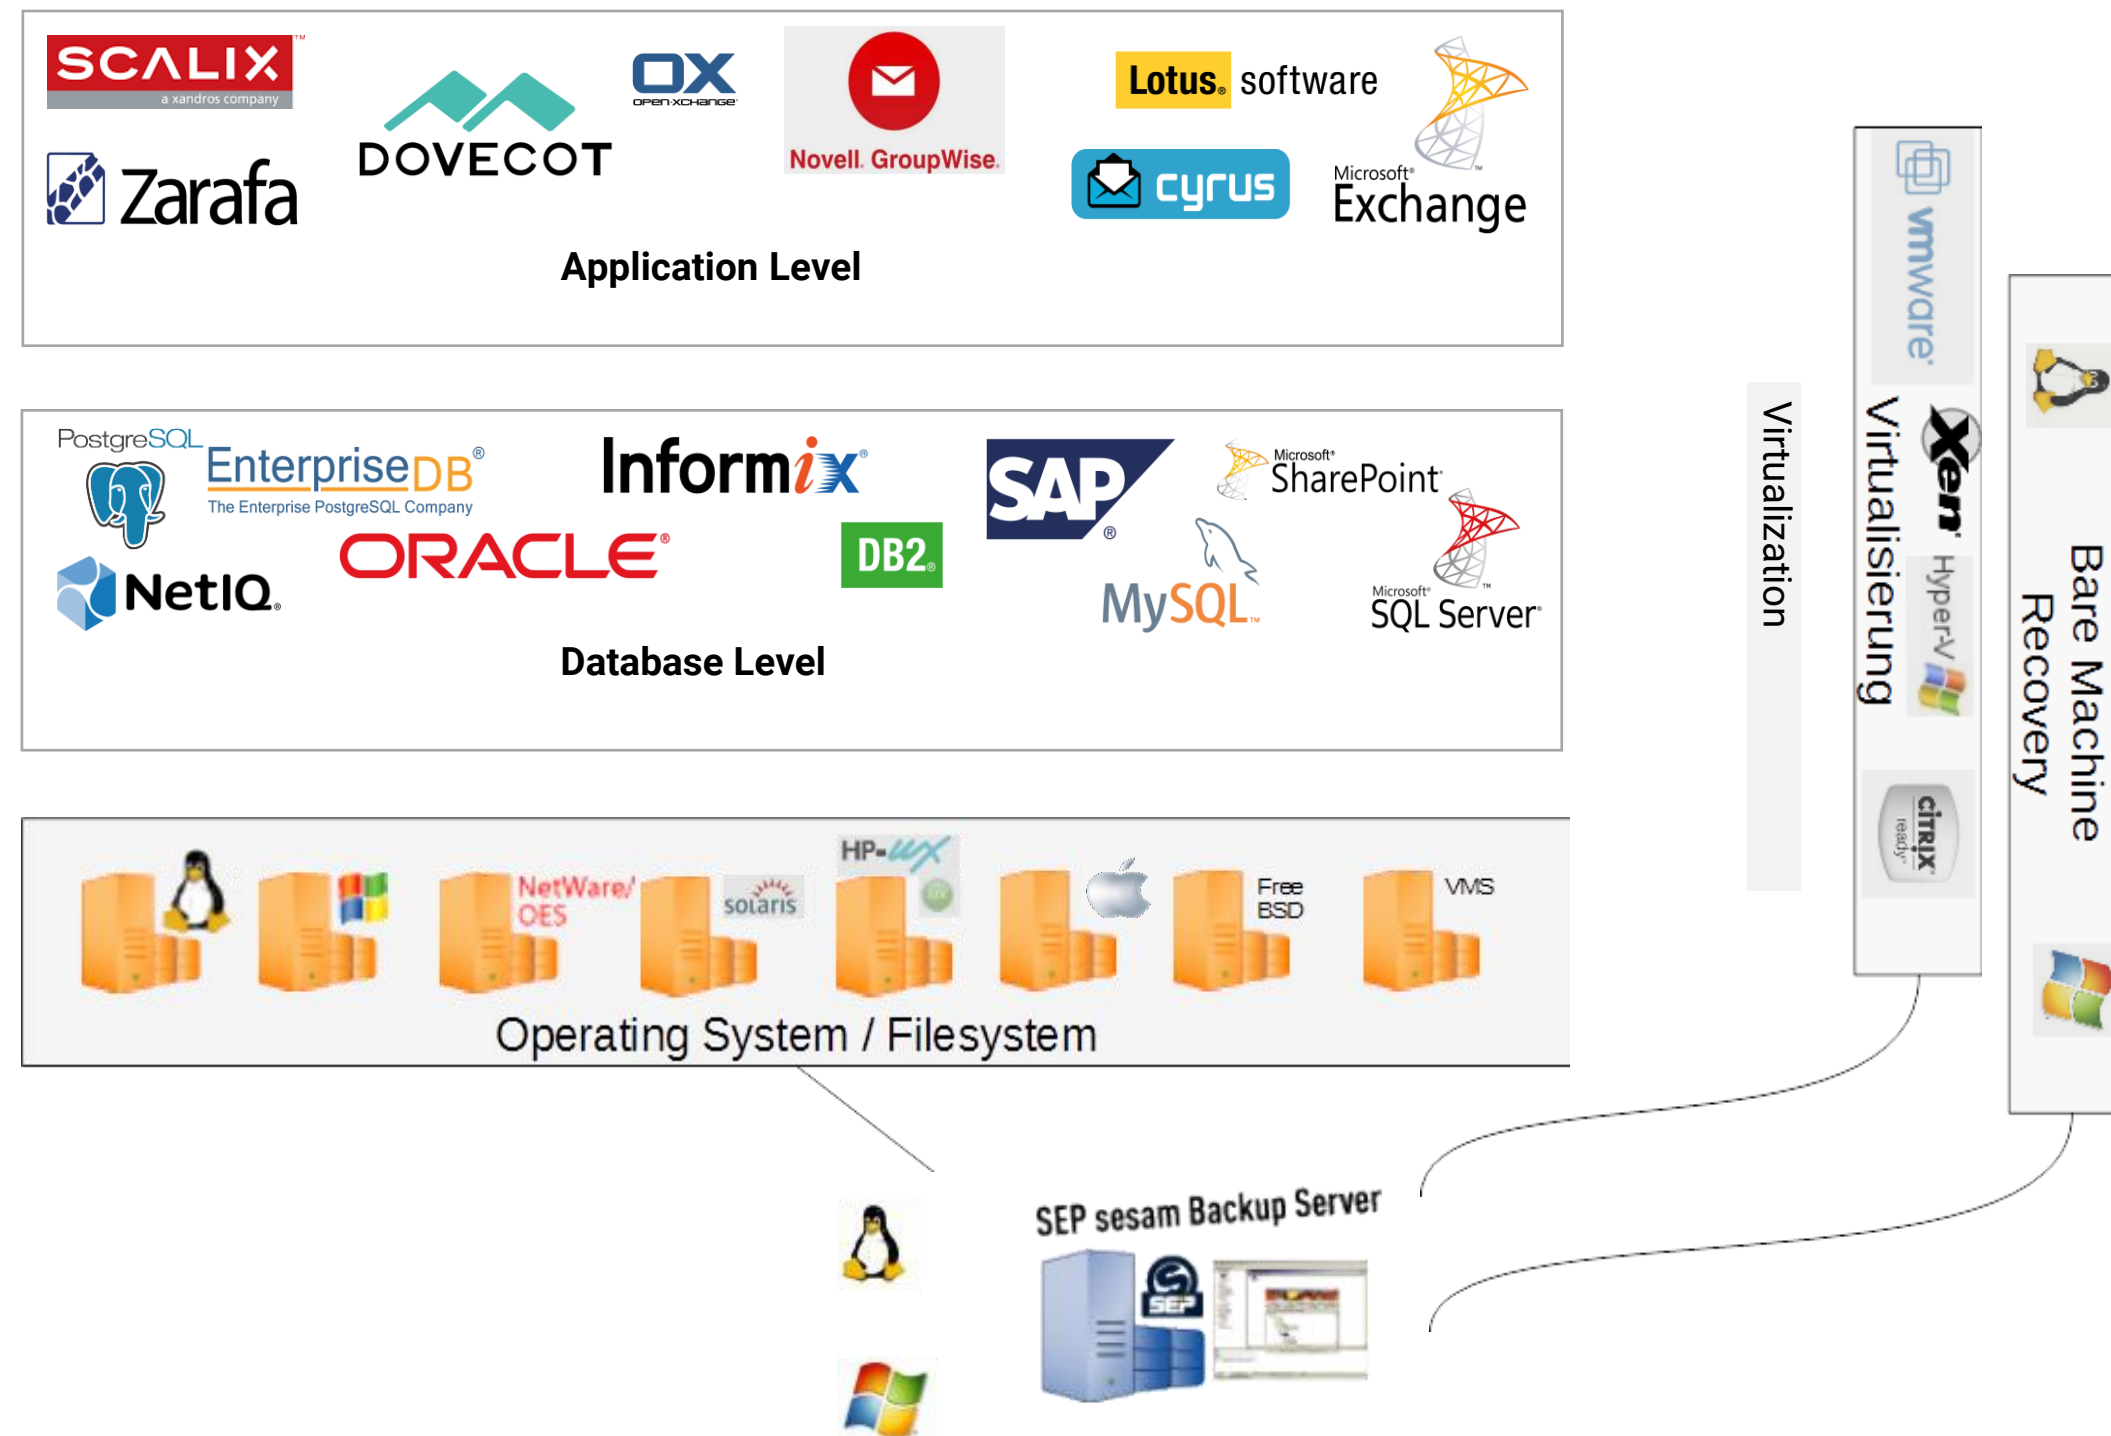 SCALIX™
a xandros company
Zarafa
DOVECOT
OX
OPEN-XCHANGE
Novell. GroupWise.
Lotus. software
cyrus
Microsoft®
Exchange
Application Level
PostgreSQL
EnterpriseDB®
The Enterprise PostgreSQL Company
NetIQ.
Informix®
ORACLE®
DB2.
SAP®
Microsoft®
SharePoint
MySQL™
Microsoft®
SQL Server
Database Level
NetWare/
OES
solaris
HP-UX
Free
BSD
VMS
Operating System / Filesystem
Virtualization
vmware
Virtualisierung
Xen
Hyper-V
CITRIX
ready
Bare Machine
Recovery
SEP sesam Backup Server
SEP